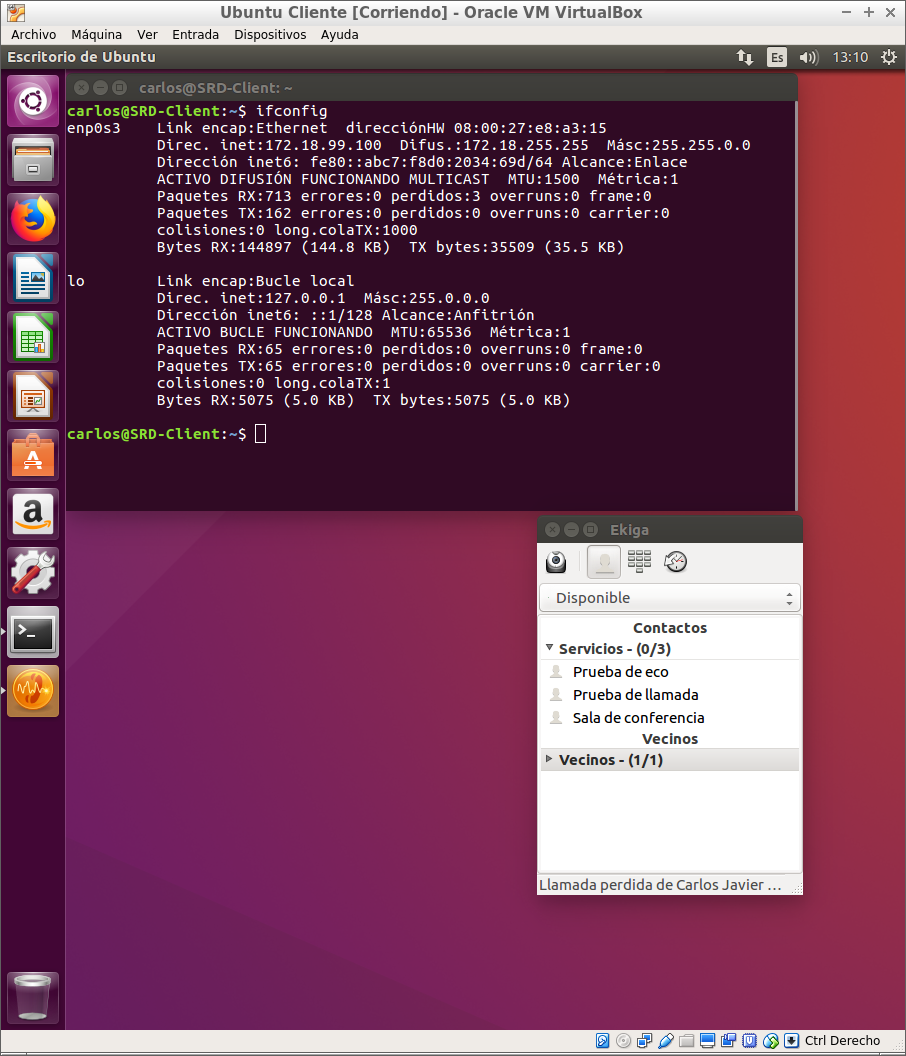 Ubuntu Cliente [Corriendo] - Oracle VM VirtualBox
Archivo Máquina Ver Entrada Dispositivos Ayuda
Escritorio de Ubuntu Es 13:10
carlos@SRD-Client: ~
carlos@SRD-Client:~$ ifconfig
enp0s3 Link encap:Ethernet direcciónHW 08:00:27:e8:a3:15
Direc. inet:172.18.99.100 Difus.:172.18.255.255 Másc:255.255.0.0
Dirección inet6: fe80::abc7:f8d0:2034:69d/64 Alcance:Enlace
ACTIVO DIFUSIÓN FUNCIONANDO MULTICAST MTU:1500 Métrica:1
Paquetes RX:713 errores:0 perdidos:3 overruns:0 frame:0
Paquetes TX:162 errores:0 perdidos:0 overruns:0 carrier:0
colisiones:0 long.colaTX:1000
Bytes RX:144897 (144.8 KB) TX bytes:35509 (35.5 KB)
lo Link encap:Bucle local
Direc. inet:127.0.0.1 Másc:255.0.0.0
Dirección inet6: ::1/128 Alcance:Anfitrión
ACTIVO BUCLE FUNCIONANDO MTU:65536 Métrica:1
Paquetes RX:65 errores:0 perdidos:0 overruns:0 frame:0
Paquetes TX:65 errores:0 perdidos:0 overruns:0 carrier:0
colisiones:0 long.colaTX:1
Bytes RX:5075 (5.0 KB) TX bytes:5075 (5.0 KB)
carlos@SRD-Client:~$
Ekiga
Disponible
Contactos
Servicios - (0/3)
Prueba de eco
Prueba de llamada
Sala de conferencia
Vecinos
Vecinos - (1/1)
Llamada perdida de Carlos Javier ...
Ctrl Derecho